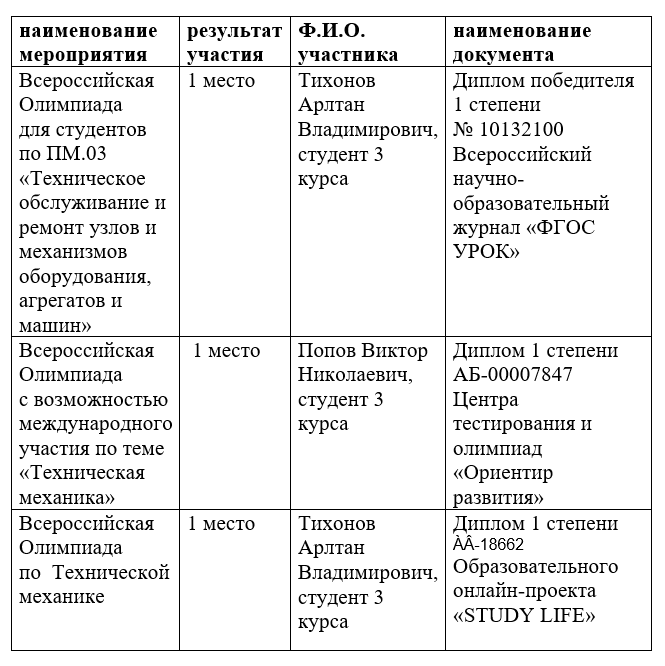 наименование мероприятия
результат участия
Ф.И.О. участника
наименование документа
Всероссийская
Олимпиада
для студентов
по ПМ.03
«Техническое
обслуживание и
ремонт узлов и
механизмов
оборудования,
агрегатов и
машин»
1 место
Тихонов
Арлтан
Владимирович,
студент 3
курса
Диплом победителя
1 степени
№ 10132100
Всероссийский
научно-
образовательный
журнал «ФГОС
УРОК»
Всероссийская
Олимпиада
с возможностью
международного
участия по теме
«Техническая
механика»
1 место
Попов Виктор
Николаевич,
студент 3
курса
Диплом 1 степени
АБ-00007847
Центра
тестирования и
олимпиад
«Ориентир
развития»
Всероссийская
Олимпиада
по Технической
механике
1 место
Тихонов
Арлтан
Владимирович,
студент 3
курса
Диплом 1 степени
ÀÂ-18662
Образовательного
онлайн-проекта
«STUDY LIFE»